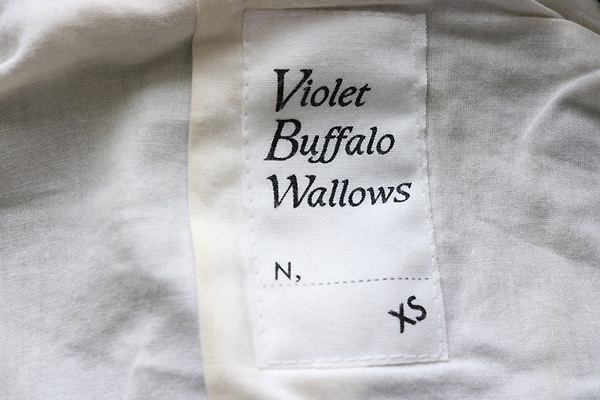 Violet
Buffalo
Wallows
N,
XS